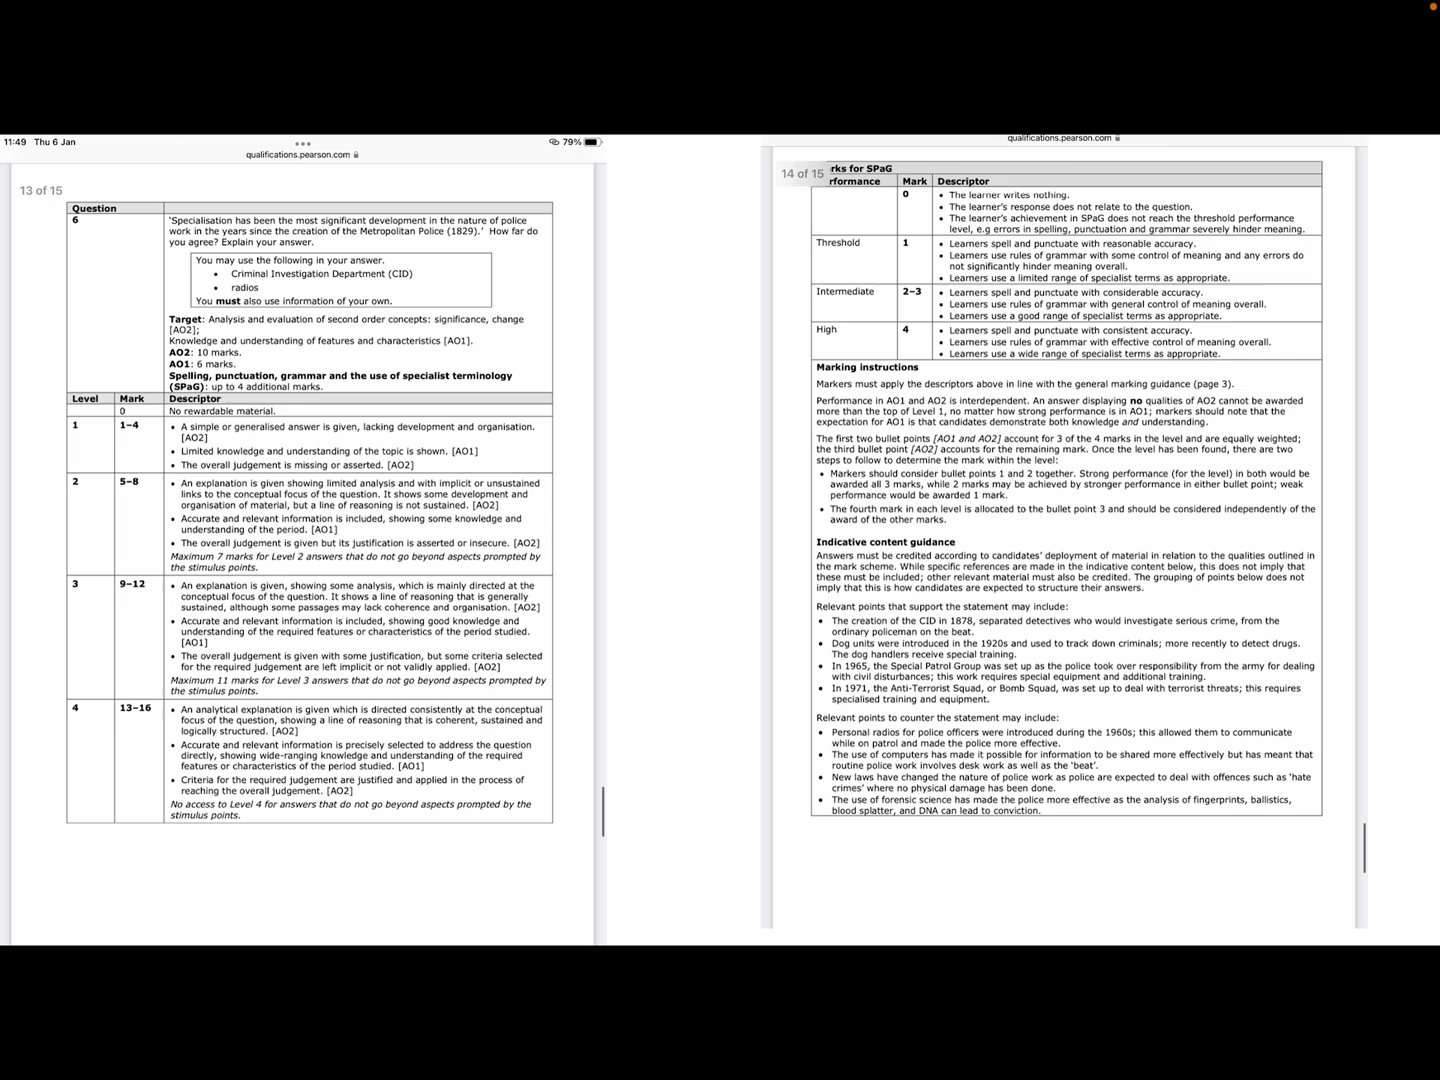 11:49 Thu 6 Jan
79%
qualifications.pearson.com
13 of 15
Question
6
‘Specialisation has been the most significant development in the nature of police
work in the years since the creation of the Metropolitan Police (1829).’ How far do
you agree? Explain your answer.
You may use the following in your answer.
• Criminal Investigation Department (CID)
• radios
You must also use information of your own.
Target: Analysis and evaluation of second order concepts: significance, change
[AO2];
Knowledge and understanding of features and characteristics [AO1].
AO2: 10 marks.
AO1: 6 marks.
Spelling, punctuation, grammar and the use of specialist terminology
(SPaG): up to 4 additional marks.
Level Mark Descriptor
0 No rewardable material.
1 1–4 • A simple or generalised answer is given, lacking development and organisation.
[AO2]
• Limited knowledge and understanding of the topic is shown. [AO1]
• The overall judgement is missing or asserted. [AO2]
2 5–8 • An explanation is given showing limited analysis and with implicit or unsustained
links to the conceptual focus of the question. It shows some development and
organisation of material, but a line of reasoning is not sustained. [AO2]
• Accurate and relevant information is included, showing some knowledge and
understanding of the period. [AO1]
• The overall judgement is given but its justification is asserted or insecure. [AO2]
Maximum 7 marks for Level 2 answers that do not go beyond aspects prompted by
the stimulus points.
3 9–12 • An explanation is given, showing some analysis, which is mainly directed at the
conceptual focus of the question. It shows a line of reasoning that is generally
sustained, although some passages may lack coherence and organisation. [AO2]
• Accurate and relevant information is included, showing good knowledge and
understanding of the required features or characteristics of the period studied.
[AO1]
• The overall judgement is given with some justification, but some criteria selected
for the required judgement are left implicit or not validly applied. [AO2]
Maximum 11 marks for Level 3 answers that do not go beyond aspects prompted by
the stimulus points.
4 13–16 • An analytical explanation is given which is directed consistently at the conceptual
focus of the question, showing a line of reasoning that is coherent, sustained and
logically structured. [AO2]
• Accurate and relevant information is precisely selected to address the question
directly, showing wide-ranging knowledge and understanding of the required
features or characteristics of the period studied. [AO1]
• Criteria for the required judgement are justified and applied in the process of
reaching the overall judgement. [AO2]
No access to Level 4 for answers that do not go beyond aspects prompted by the
stimulus points.
qualifications.pearson.com
14 of 15
rks for SPaG
rformance Mark Descriptor
0 • The learner writes nothing.
• The learner’s response does not relate to the question.
• The learner’s achievement in SPaG does not reach the threshold performance
level, e.g errors in spelling, punctuation and grammar severely hinder meaning.
Threshold 1 • Learners spell and punctuate with reasonable accuracy.
• Learners use rules of grammar with some control of meaning and any errors do
not significantly hinder meaning overall.
• Learners use a limited range of specialist terms as appropriate.
Intermediate 2–3 • Learners spell and punctuate with considerable accuracy.
• Learners use rules of grammar with general control of meaning overall.
• Learners use a good range of specialist terms as appropriate.
High 4 • Learners spell and punctuate with consistent accuracy.
• Learners use rules of grammar with effective control of meaning overall.
• Learners use a wide range of specialist terms as appropriate.
Marking instructions
Markers must apply the descriptors above in line with the general marking guidance (page 3).
Performance in AO1 and AO2 is interdependent. An answer displaying no qualities of AO2 cannot be awarded
more than the top of Level 1, no matter how strong performance is in AO1; markers should note that the
expectation for AO1 is that candidates demonstrate both knowledge and understanding.
The first two bullet points [AO1 and AO2] account for 3 of the 4 marks in the level and are equally weighted;
the third bullet point [AO2] accounts for the remaining mark. Once the level has been found, there are two
steps to follow to determine the mark within the level:
• Markers should consider bullet points 1 and 2 together. Strong performance (for the level) in both would be
awarded all 3 marks, while 2 marks may be achieved by stronger performance in either bullet point; weak
performance would be awarded 1 mark.
• The fourth mark in each level is allocated to the bullet point 3 and should be considered independently of the
award of the other marks.
Indicative content guidance
Answers must be credited according to candidates’ deployment of material in relation to the qualities outlined in
the mark scheme. While specific references are made in the indicative content below, this does not imply that
these must be included; other relevant material must also be credited. The grouping of points below does not
imply that this is how candidates are expected to structure their answers.
Relevant points that support the statement may include:
• The creation of the CID in 1878, separated detectives who would investigate serious crime, from the
ordinary policeman on the beat.
• Dog units were introduced in the 1920s and used to track down criminals; more recently to detect drugs.
The dog handlers receive special training.
• In 1965, the Special Patrol Group was set up as the police took over responsibility from the army for dealing
with civil disturbances; this work requires special equipment and additional training.
• In 1971, the Anti-Terrorist Squad, or Bomb Squad, was set up to deal with terrorist threats; this requires
specialised training and equipment.
Relevant points to counter the statement may include:
• Personal radios for police officers were introduced during the 1960s; this allowed them to communicate
while on patrol and made the police more effective.
• The use of computers has made it possible for information to be shared more effectively but has meant that
routine police work involves desk work as well as the ‘beat’.
• New laws have changed the nature of police work as police are expected to deal with offences such as ‘hate
crimes’ where no physical damage has been done.
• The use of forensic science has made the police more effective as the analysis of fingerprints, ballistics,
blood splatter, and DNA can lead to conviction.